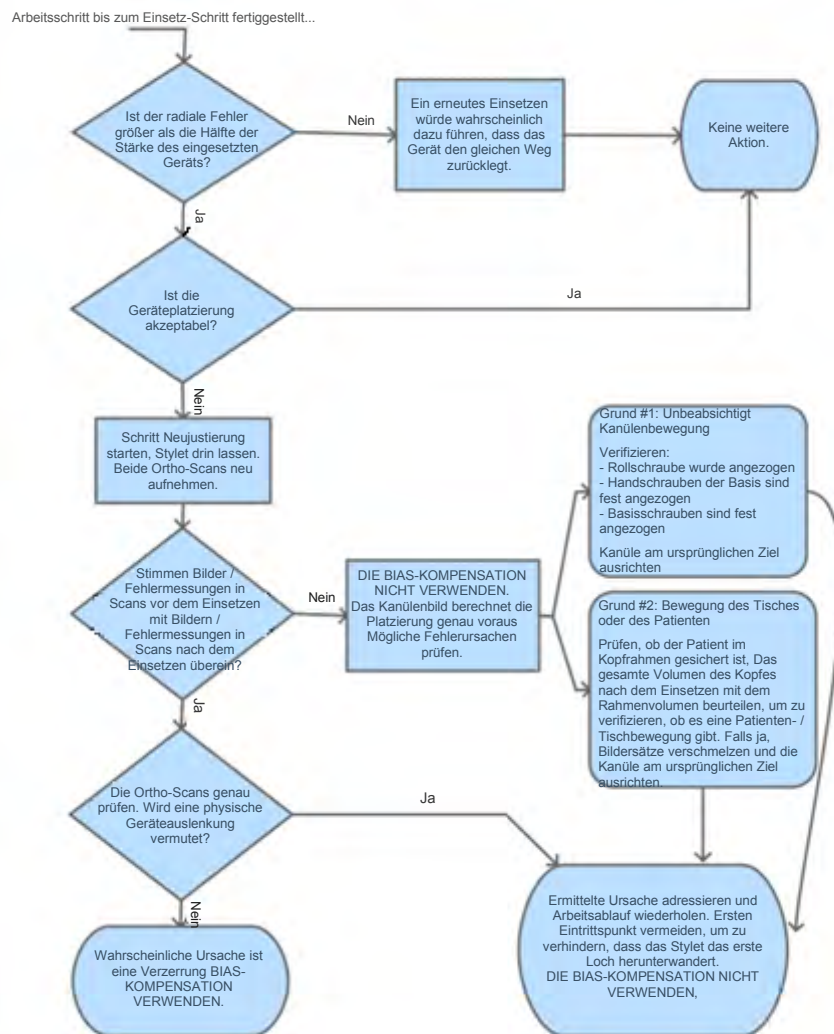 Arbeitsschritt bis zum Einsetz-Schritt fertiggestellt...
Ist der radiale Fehler
größer als die Hälfte der
Stärke des eingesetzten
Geräts?
Nein
Ein erneutes Einsetzen
würde wahrscheinlich
dazu führen, dass das
Gerät den gleichen Weg
zurücklegt.
Keine weitere
Aktion.
Ja
Ist die
Geräteplatzierung
akzeptabel?
Ja
Nein
Schritt Neujustierung
starten, Stylet drin lassen.
Beide Ortho-Scans neu
aufnehmen.
Stimmen Bilder /
Fehlermessungen in
Scans vor dem Einsetzen
mit Bildern /
Fehlermessungen in
Scans nach dem
Einsetzen überein?
Nein
DIE BIAS-KOMPENSATION
NICHT VERWENDEN.
Das Kanülenbild berechnet die
Platzierung genau voraus
Mögliche Fehlerursachen
prüfen.
Grund #1: Unbeabsichtigt
Kanülenbewegung
Verifizieren:
- Rollschraube wurde angezogen
- Handschrauben der Basis sind
fest angezogen
- Basisschrauben sind fest
angezogen
Kanüle am ursprünglichen Ziel
ausrichten
Grund #2: Bewegung des Tisches
oder des Patienten
Prüfen, ob der Patient im
Kopfrahmen gesichert ist, Das
gesamte Volumen des Kopfes
nach dem Einsetzen mit dem
Rahmenvolumen beurteilen, um zu
verifizieren, ob es eine Patienten- /
Tischbewegung gibt. Falls ja,
Bildersätze verschmelzen und die
Kanüle am ursprünglichen Ziel
ausrichten.
Ja
Die Ortho-Scans genau
prüfen. Wird eine physische
Geräteauslenkung
vermutet?
Ja
Nein
Wahrscheinliche Ursache ist
eine Verzerrung BIAS-
KOMPENSATION
VERWENDEN.
Ermittelte Ursache adressieren und
Arbeitsablauf wiederholen. Ersten
Eintrittspunkt vermeiden, um zu
verhindern, dass das Stylet das erste
Loch herunterwandert.
DIE BIAS-KOMPENSATION NICHT
VERWENDEN,